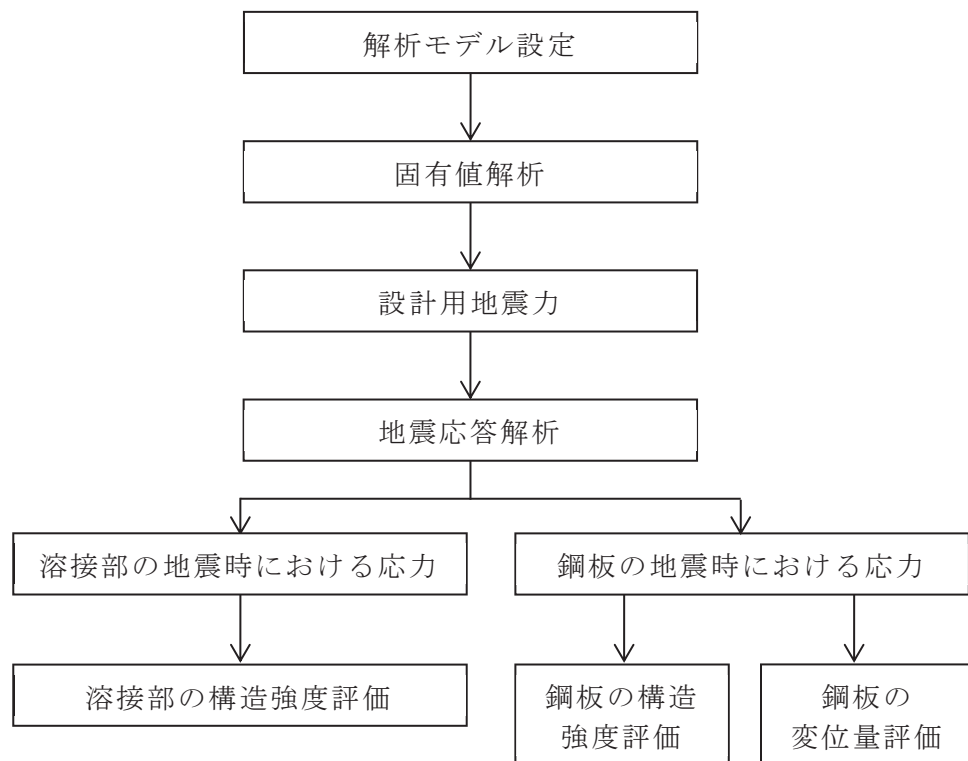 解析モデル設定
固有値解析
設計用地震力
地震応答解析
溶接部の地震時における応力
鋼板の地震時における応力
溶接部の構造強度評価
鋼板の構造
強度評価
鋼板の
変位量評価